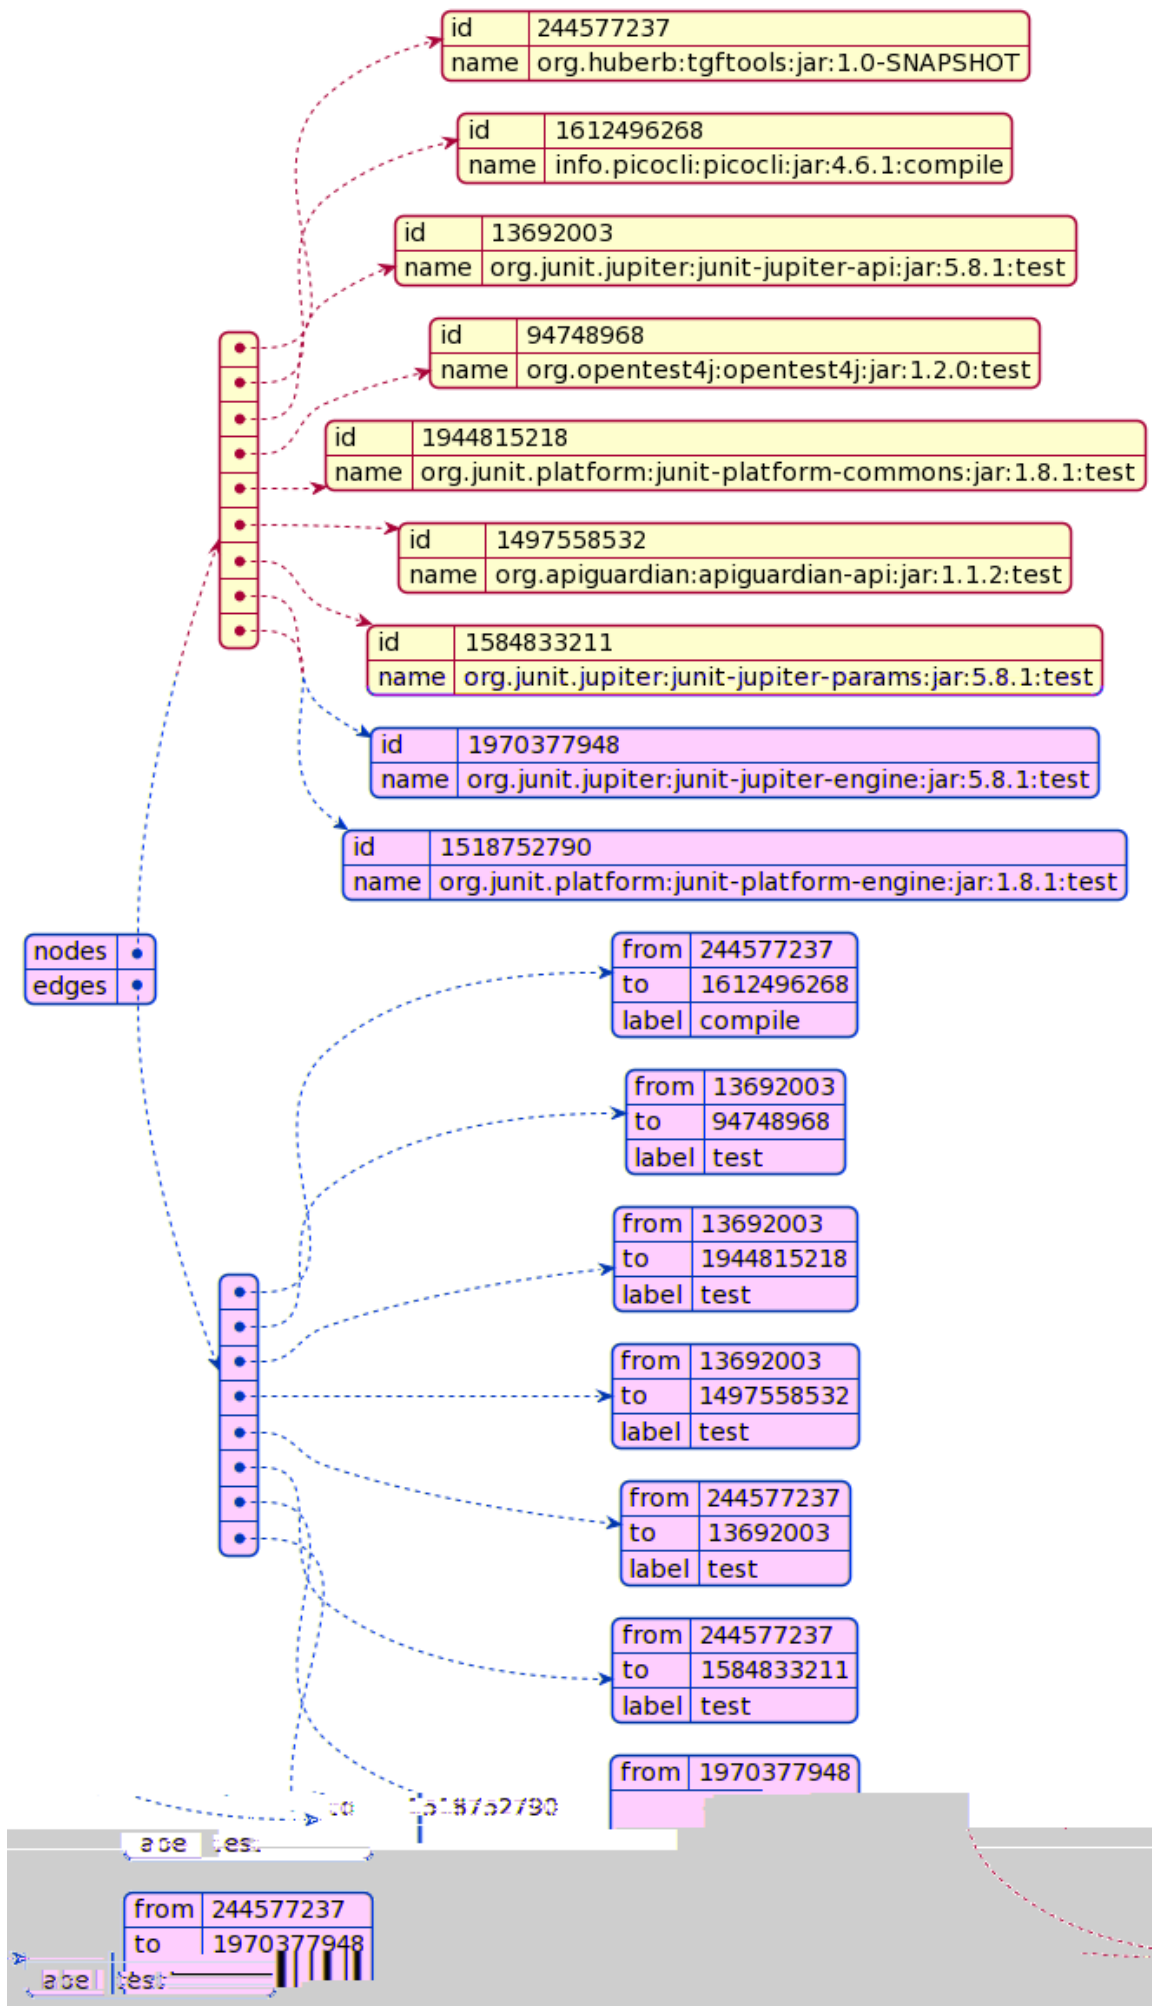 id 244577237
name org.huberb:tgftools:jar:1.0-SNAPSHOT
id 1612496268
name info.picocli:picocli:jar:4.6.1:compile
id 13692003
name org.junit.jupiter:junit-jupiter-api:jar:5.8.1:test
id 94748968
name org.opentest4j:opentest4j:jar:1.2.0:test
id 1944815218
name org.junit.platform:junit-platform-commons:jar:1.8.1:test
id 1497558532
name org.apiguardian:apiguardian-api:jar:1.1.2:test
id 1584833211
name org.junit.jupiter:junit-jupiter-params:jar:5.8.1:test
id 1970377948
name org.junit.jupiter:junit-jupiter-engine:jar:5.8.1:test
id 1518752790
name org.junit.platform:junit-platform-engine:jar:1.8.1:test
nodes
edges
from 244577237
to 1612496268
label compile
from 13692003
to 94748968
label test
from 13692003
to 1944815218
label test
from 13692003
to 1497558532
label test
from 244577237
to 13692003
label test
from 244577237
to 1584833211
label test
from 1970377948
to 1518752790
from 244577237
to 1970377948
test